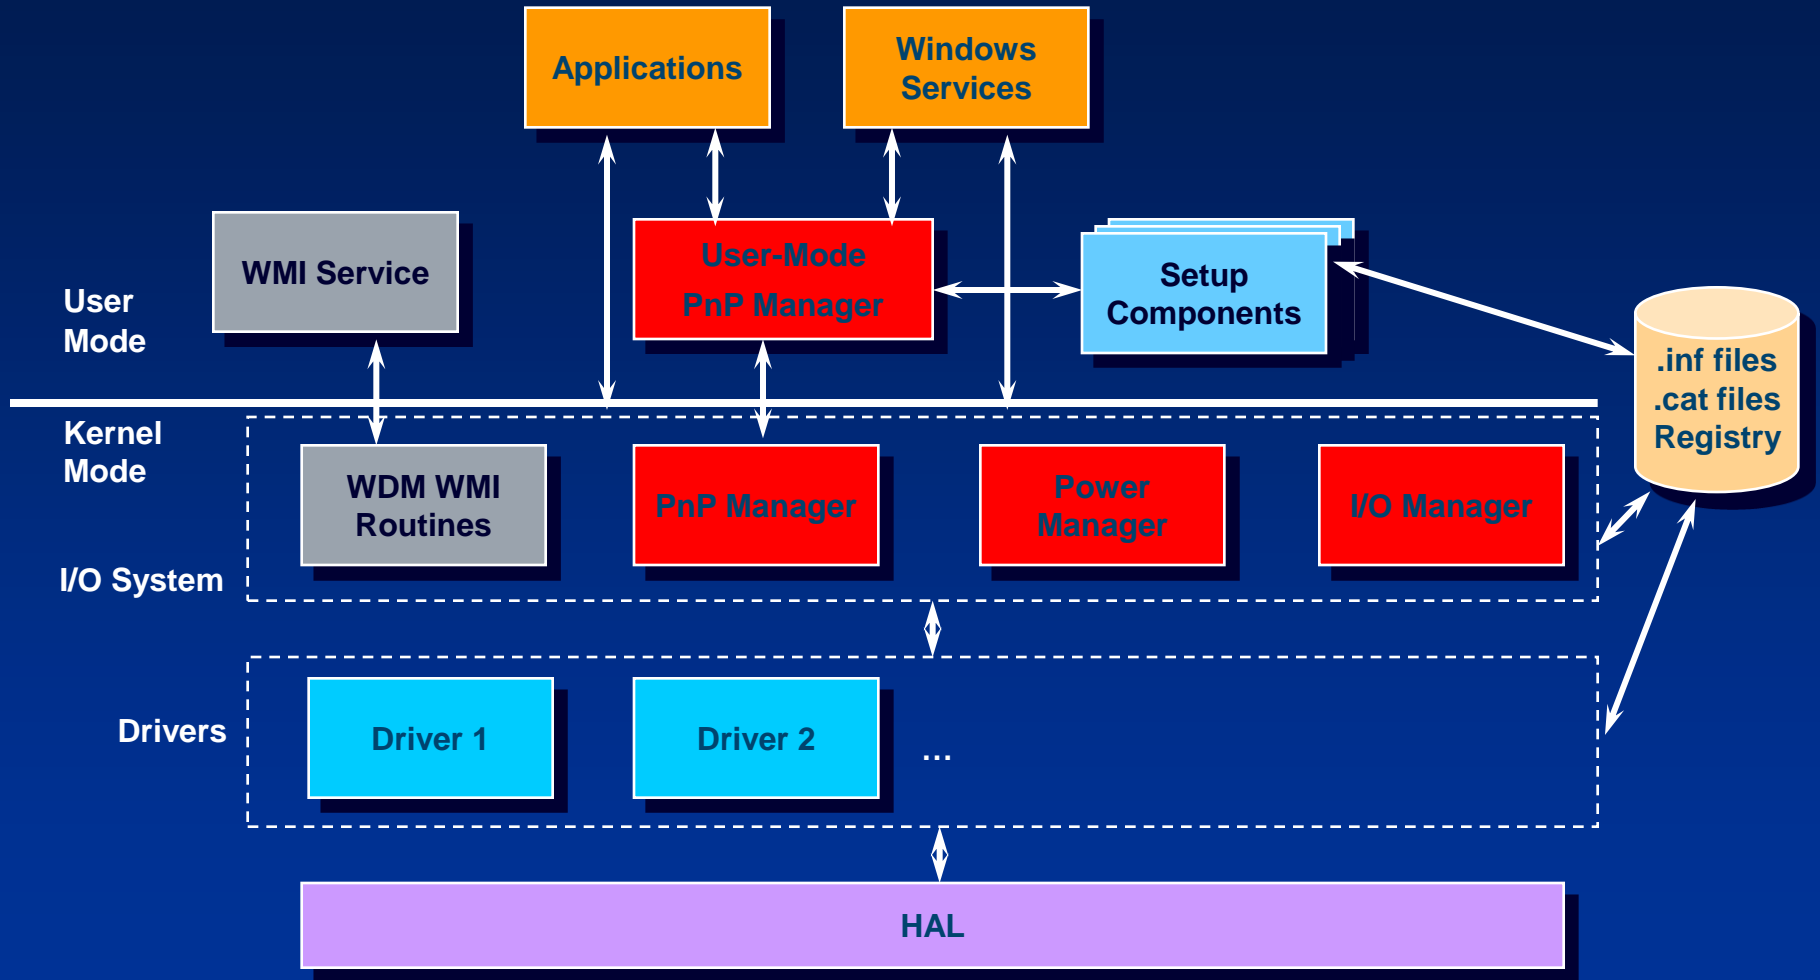 Applications
Windows
Services
WMI Service
User-Mode
PnP Manager
Setup
Components
User
Mode
.inf files
.cat files
Registry
Kernel
Mode
WDM WMI
Routines
PnP Manager
Power
Manager
I/O Manager
I/O System
Drivers
Driver 1
Driver 2
...
HAL